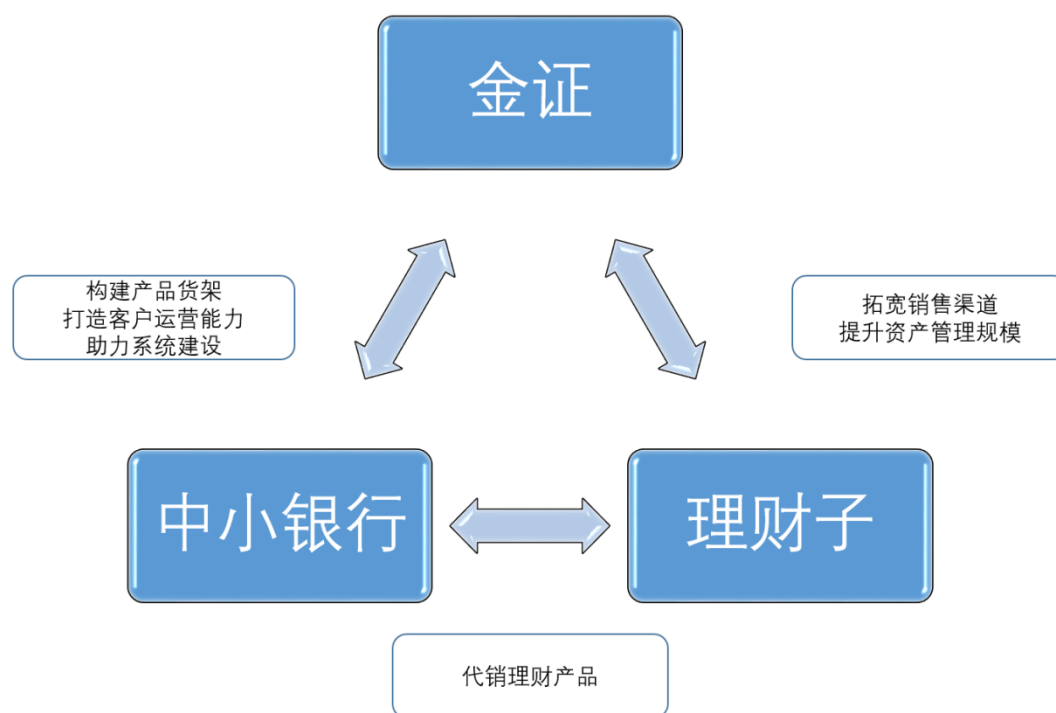 金证
构建产品货架
打造客户运营能力
助力系统建设
拓宽销售渠道
提升资产管理规模
中小银行
理财子
代销理财产品